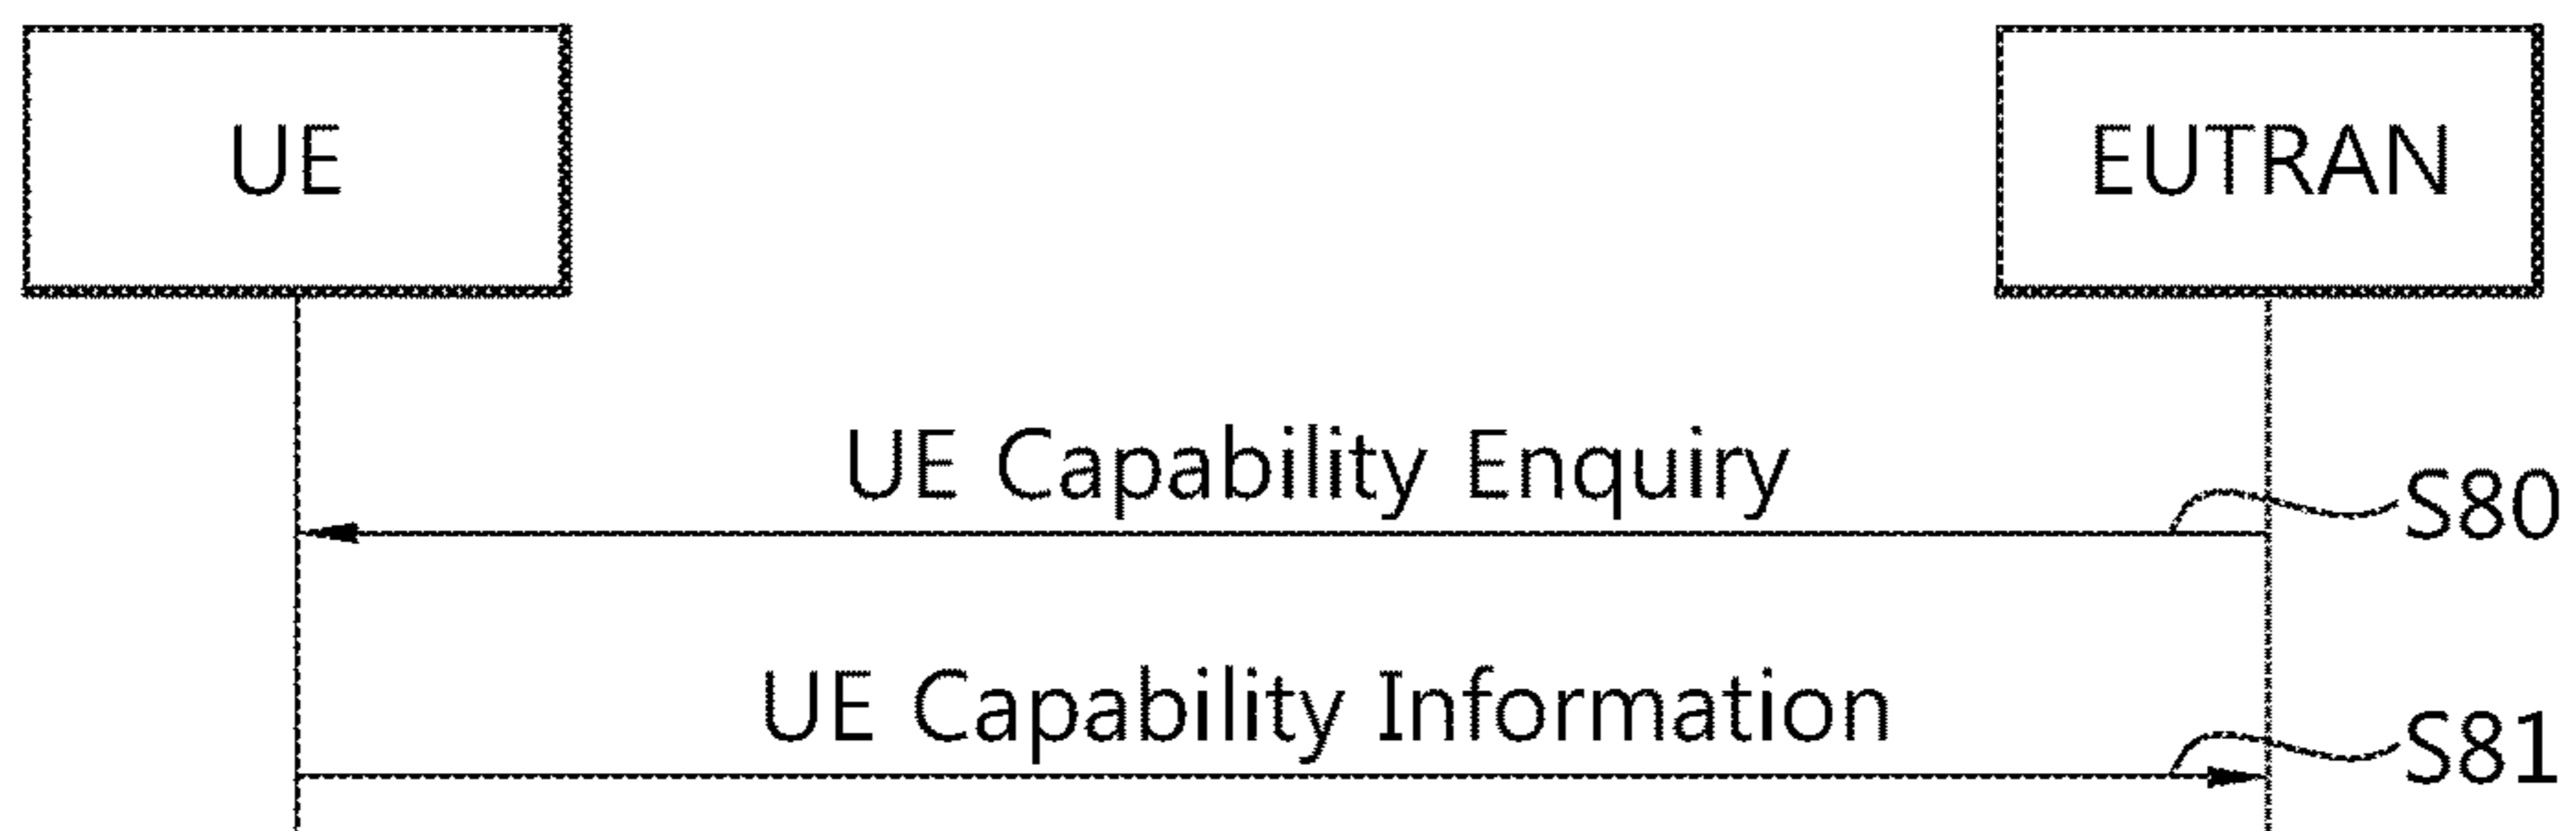 UE
EUTRAN
UE Capability Enquiry
S80
UE Capability Information
S81